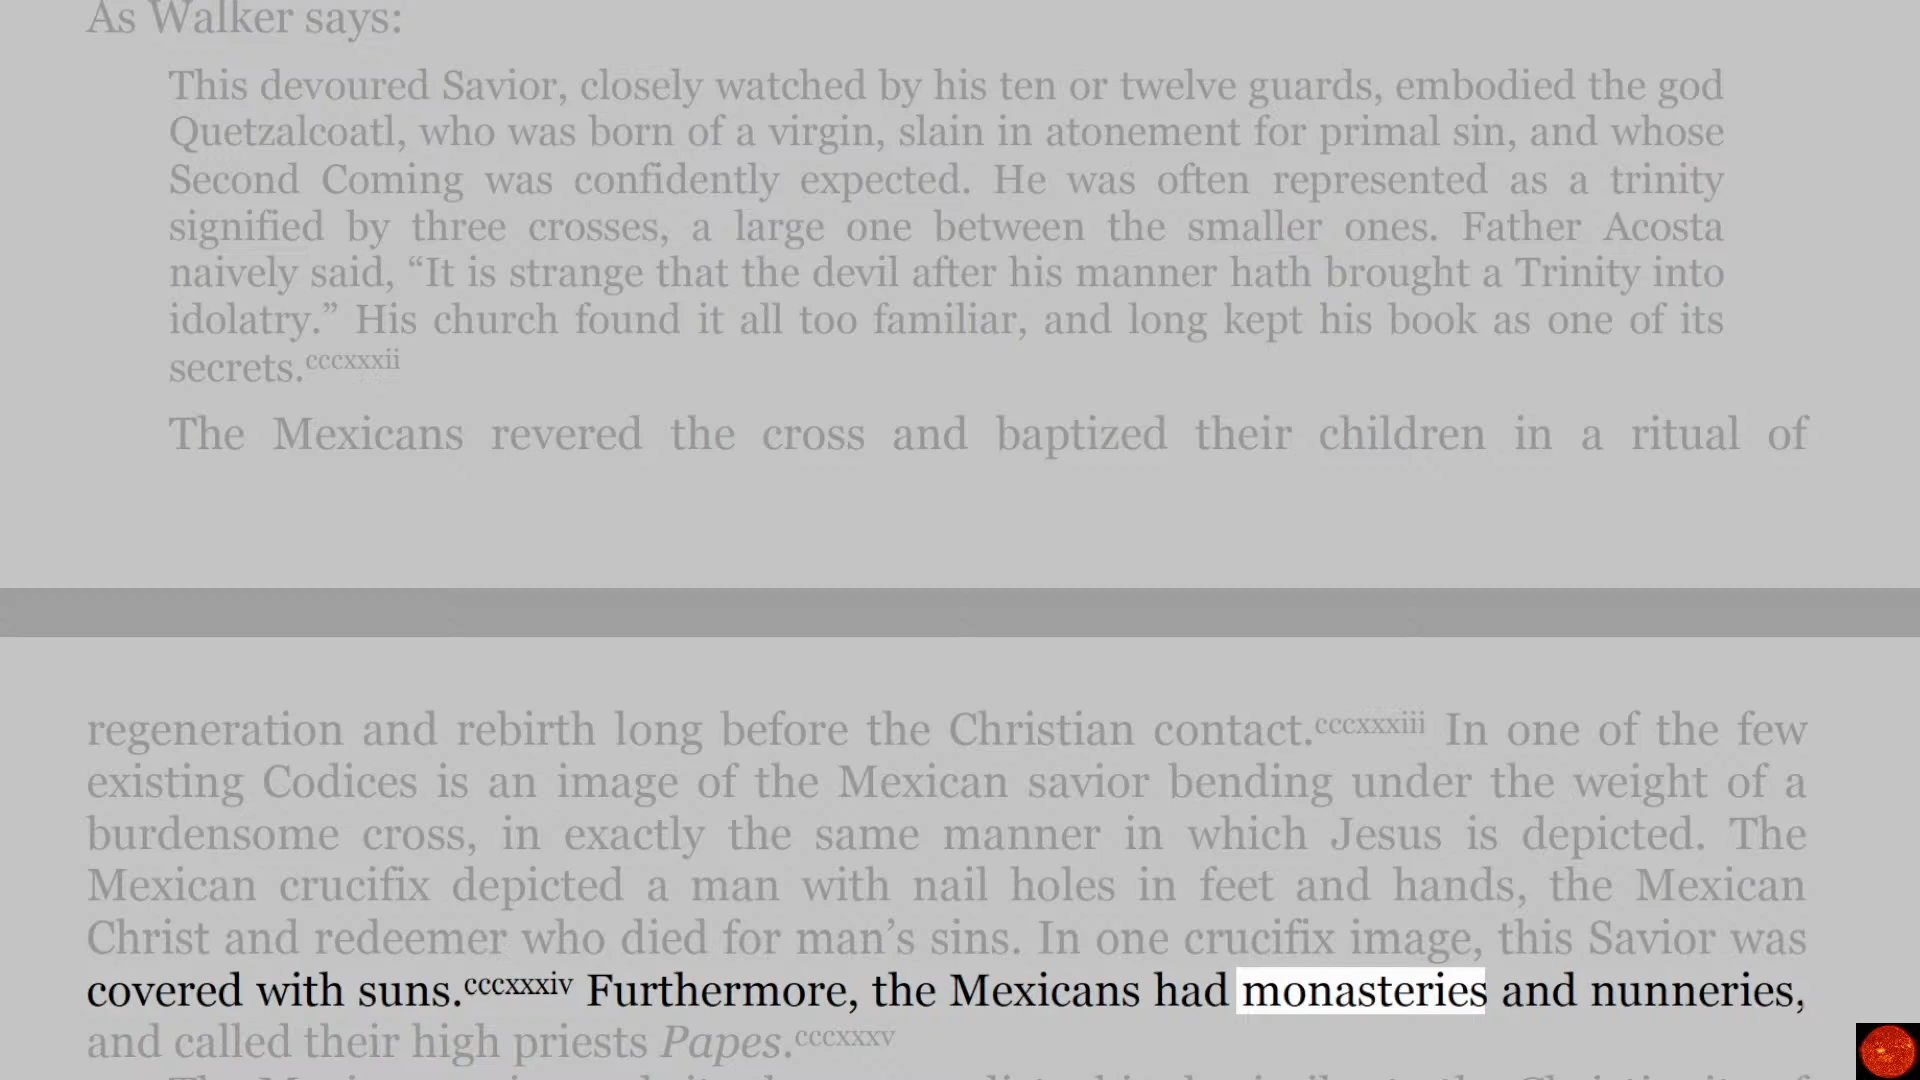 As Walker says:
This devoured Savior, closely watched by his ten or twelve guards, embodied the god
Quetzalcoatl, who was born of a virgin, slain in atonement for primal sin, and whose
Second Coming was confidently expected. He was often represented as a trinity
signified by three crosses, a large one between the smaller ones. Father Acosta
naively said, “It is strange that the devil after his manner hath brought a Trinity into
idolatry.” His church found it all too familiar, and long kept his book as one of its
secrets.cccxxxii
The Mexicans revered the cross and baptized their children in a ritual of
regeneration and rebirth long before the Christian contact.cccxxxiii In one of the few
existing Codices is an image of the Mexican savior bending under the weight of a
burdensome cross, in exactly the same manner in which Jesus is depicted. The
Mexican crucifix depicted a man with nail holes in feet and hands, the Mexican
Christ and redeemer who died for man’s sins. In one crucifix image, this Savior was
covered with suns.cccxxxiv Furthermore, the Mexicans had monasteries and nunneries,
and called their high priests Papes.cccxxxv